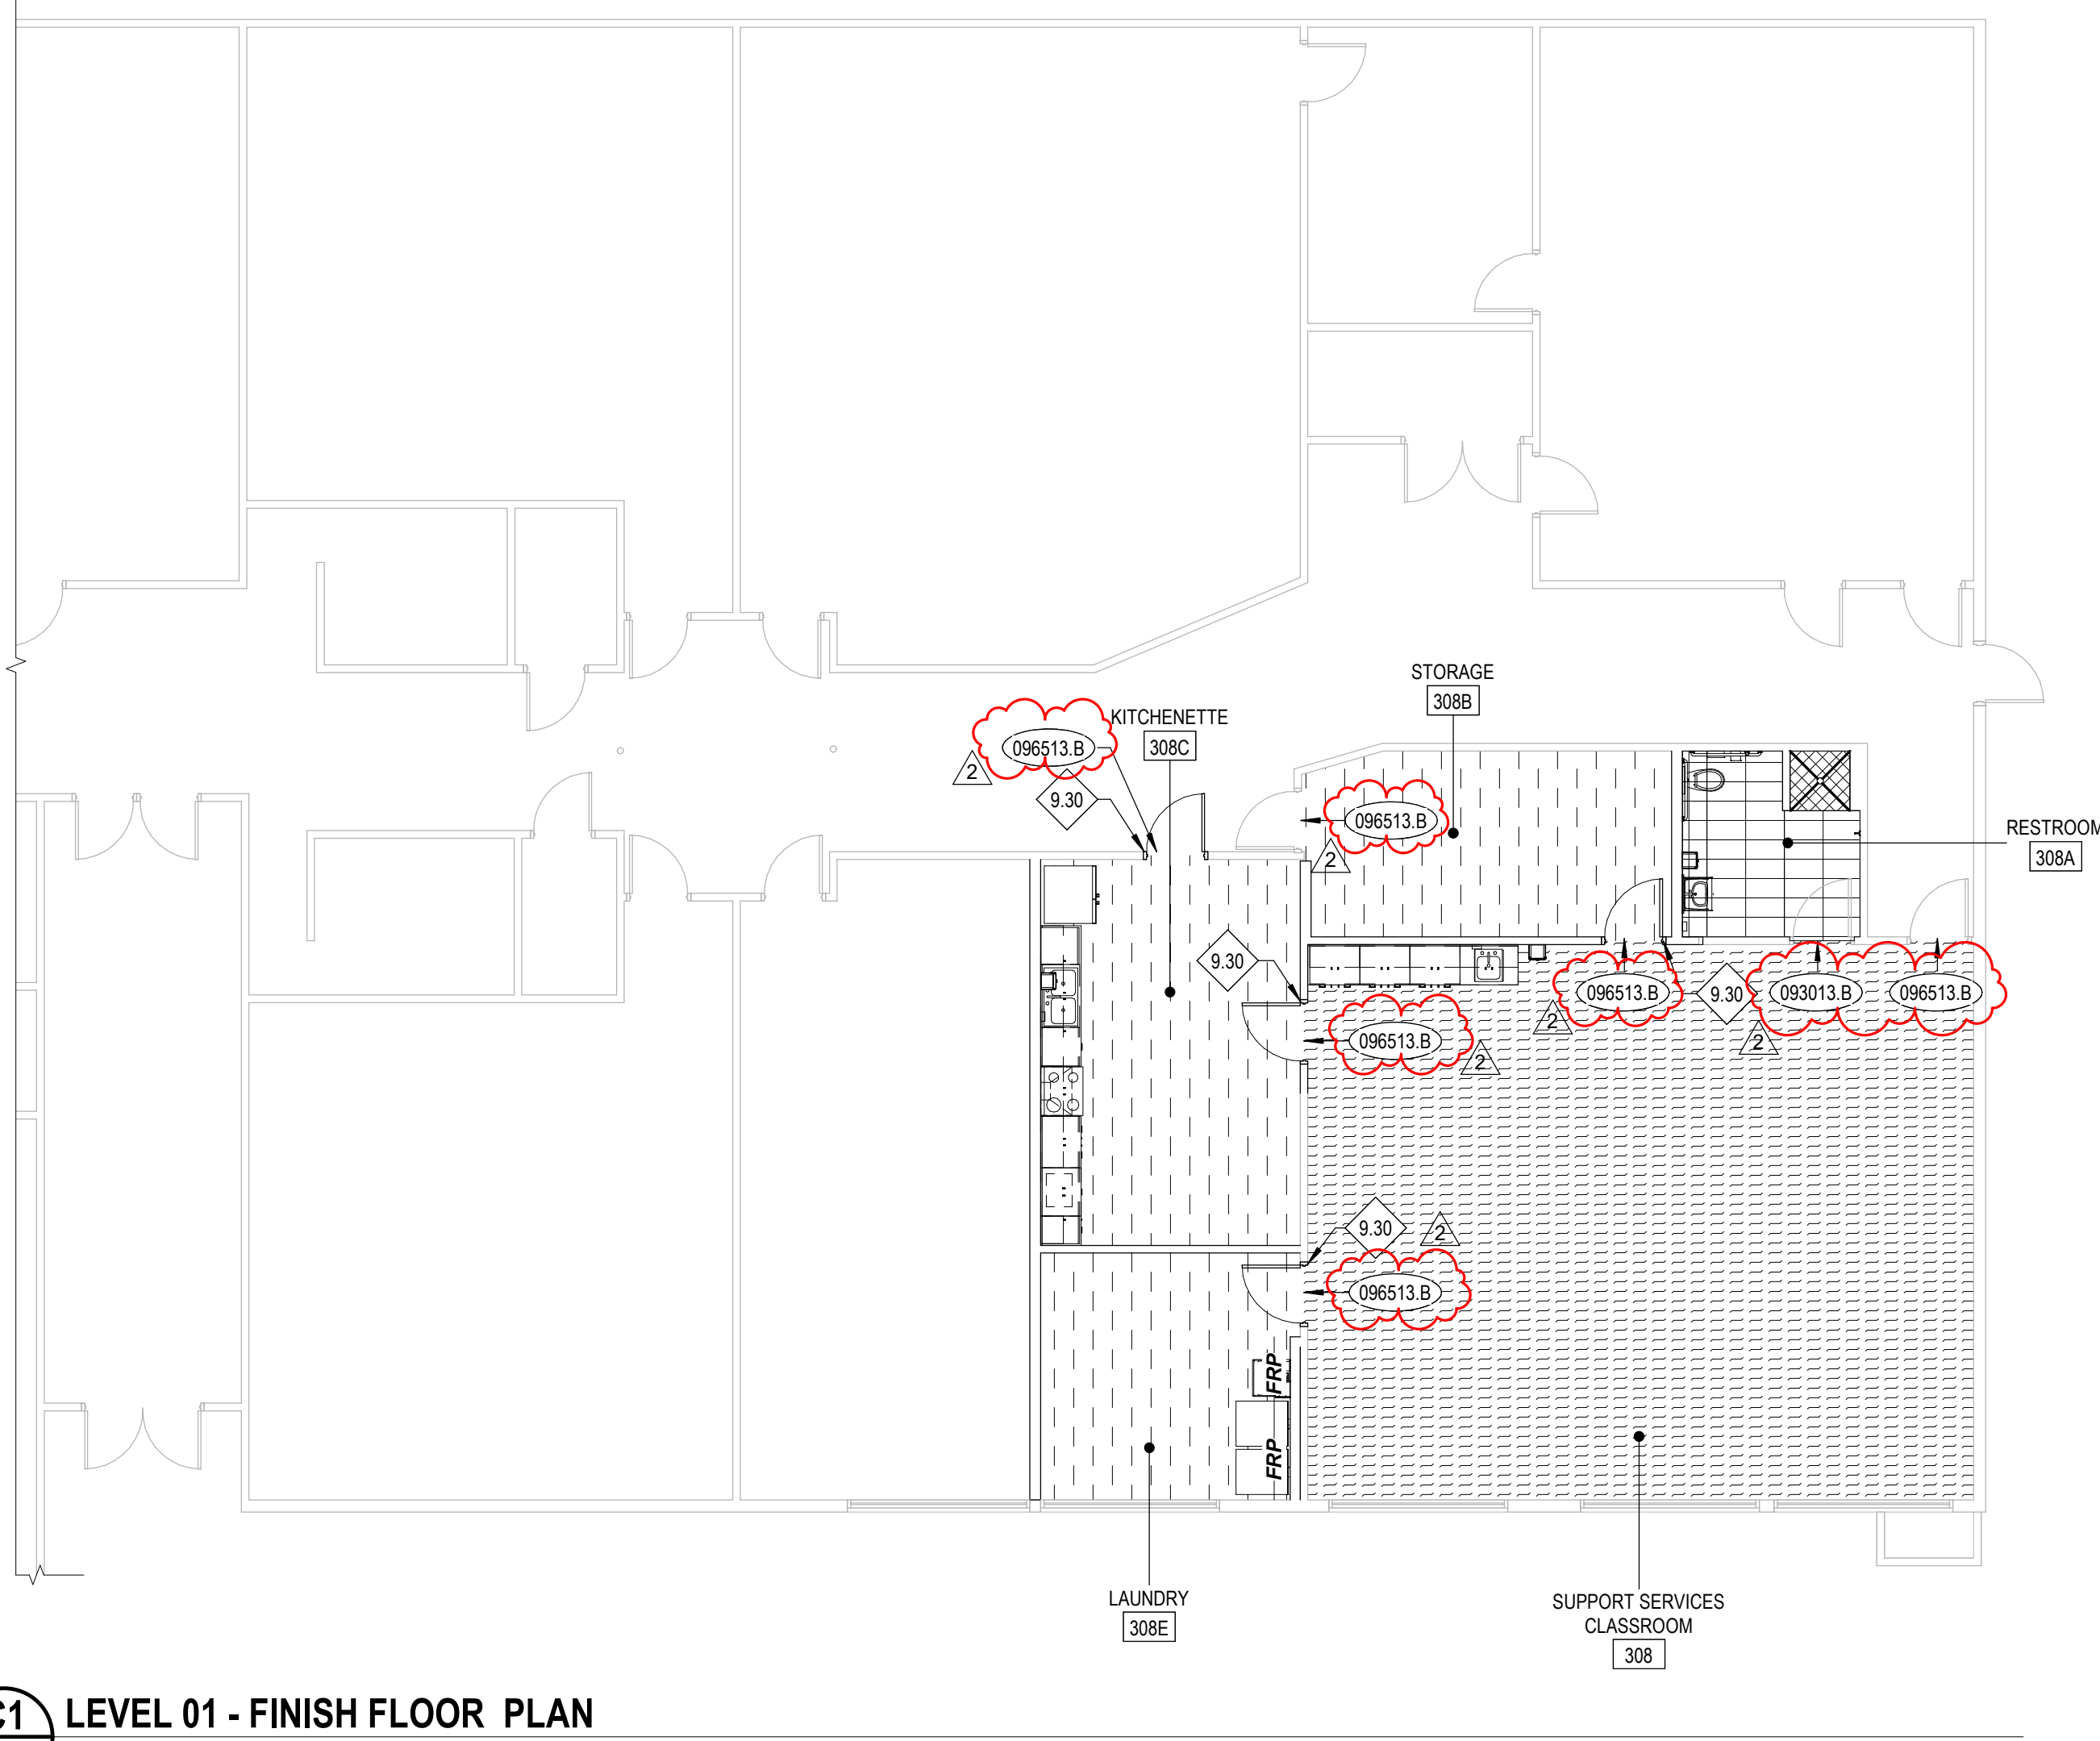 STORAGE
308B
KITCHENETTE
308C
096513.B
2
9.30
096513.B
2
RESTROOM
308A
9.30
096513.B
2
096513.B
2
9.30
093013.B
2
096513.B
9.30
2
096513.B
FRP
FRP
LAUNDRY
308E
SUPPORT SERVICES
CLASSROOM
308
C1
LEVEL 01 - FINISH FLOOR PLAN